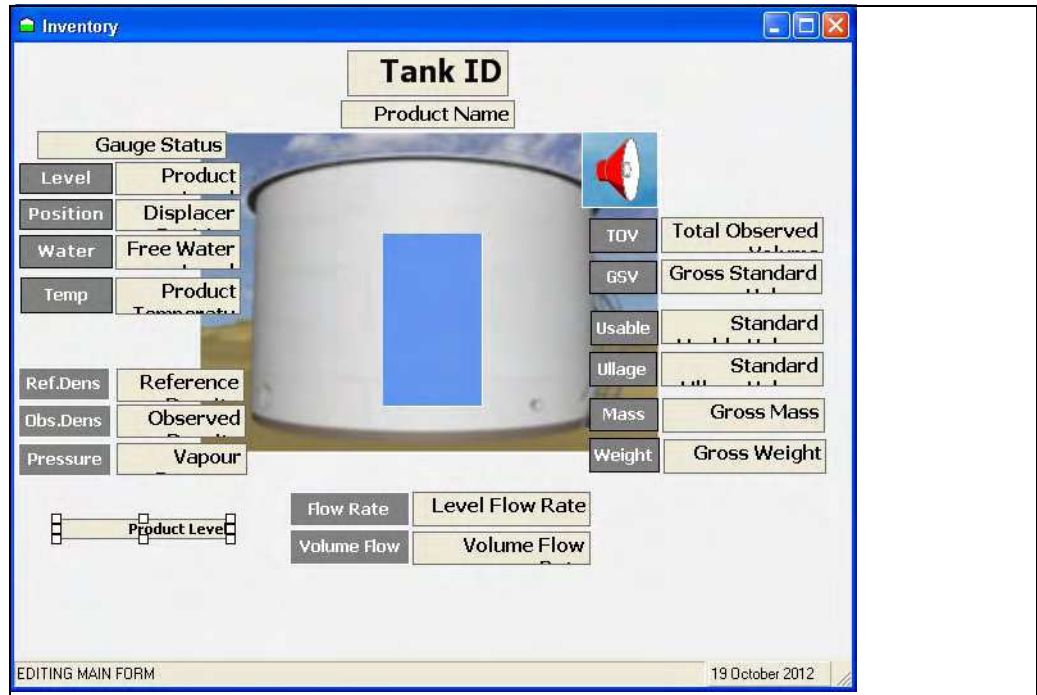 Inventory
Tank ID
Product Name
Gauge Status
Level Product
Position Displacer
Water Free Water
Temp Product
Temperatu
TOV Total Observed
Volume
GSV Gross Standard
Usable Standard
Ullage Standard
Ref.Dens Reference
Obs.Dens Observed
Pressure Vapour
Mass Gross Mass
Weight Gross Weight
Flow Rate Level Flow Rate
Volume Flow Volume Flow
Product Level
EDITING MAIN FORM 19 October 2012